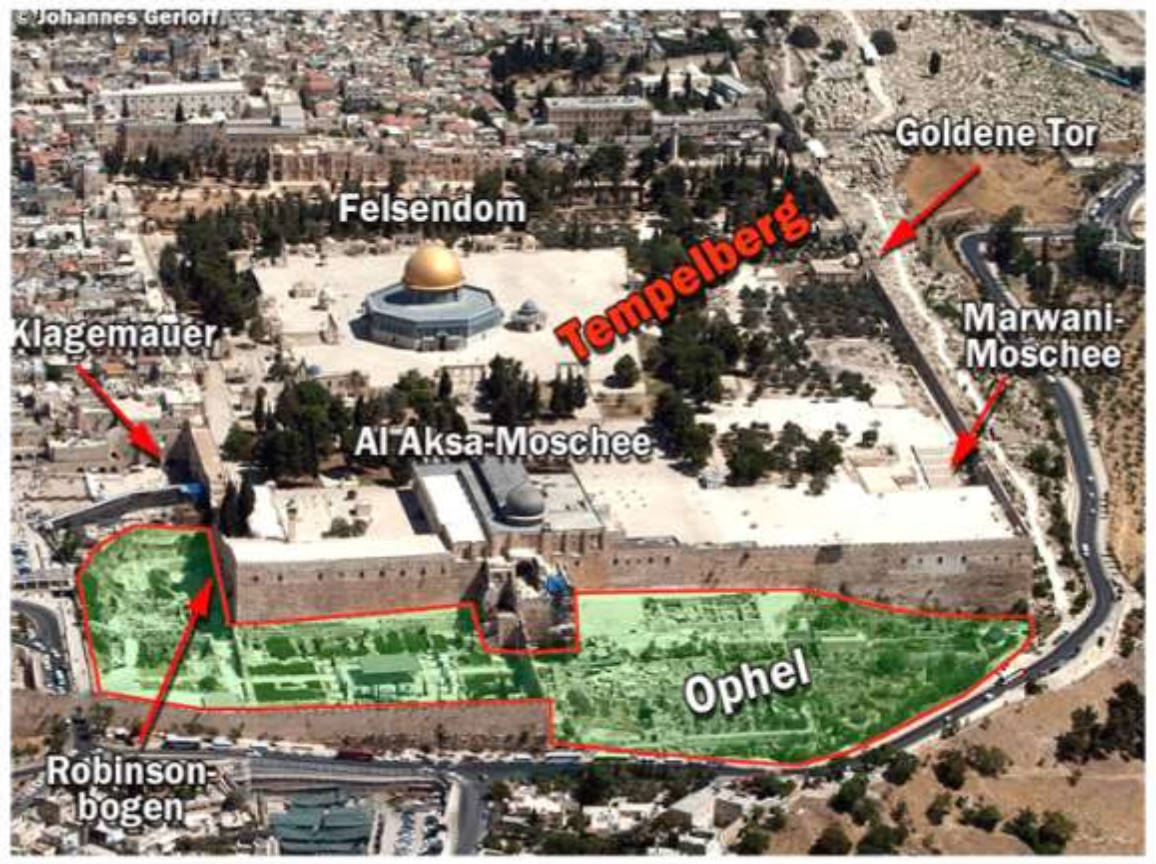 © Johannes Gerloff
Goldene Tor
Felsendom
Tempelberg
Klagemauer
Marwani-
Moschee
Al Aksa-Moschee
Ophel
Robinson-
bogen